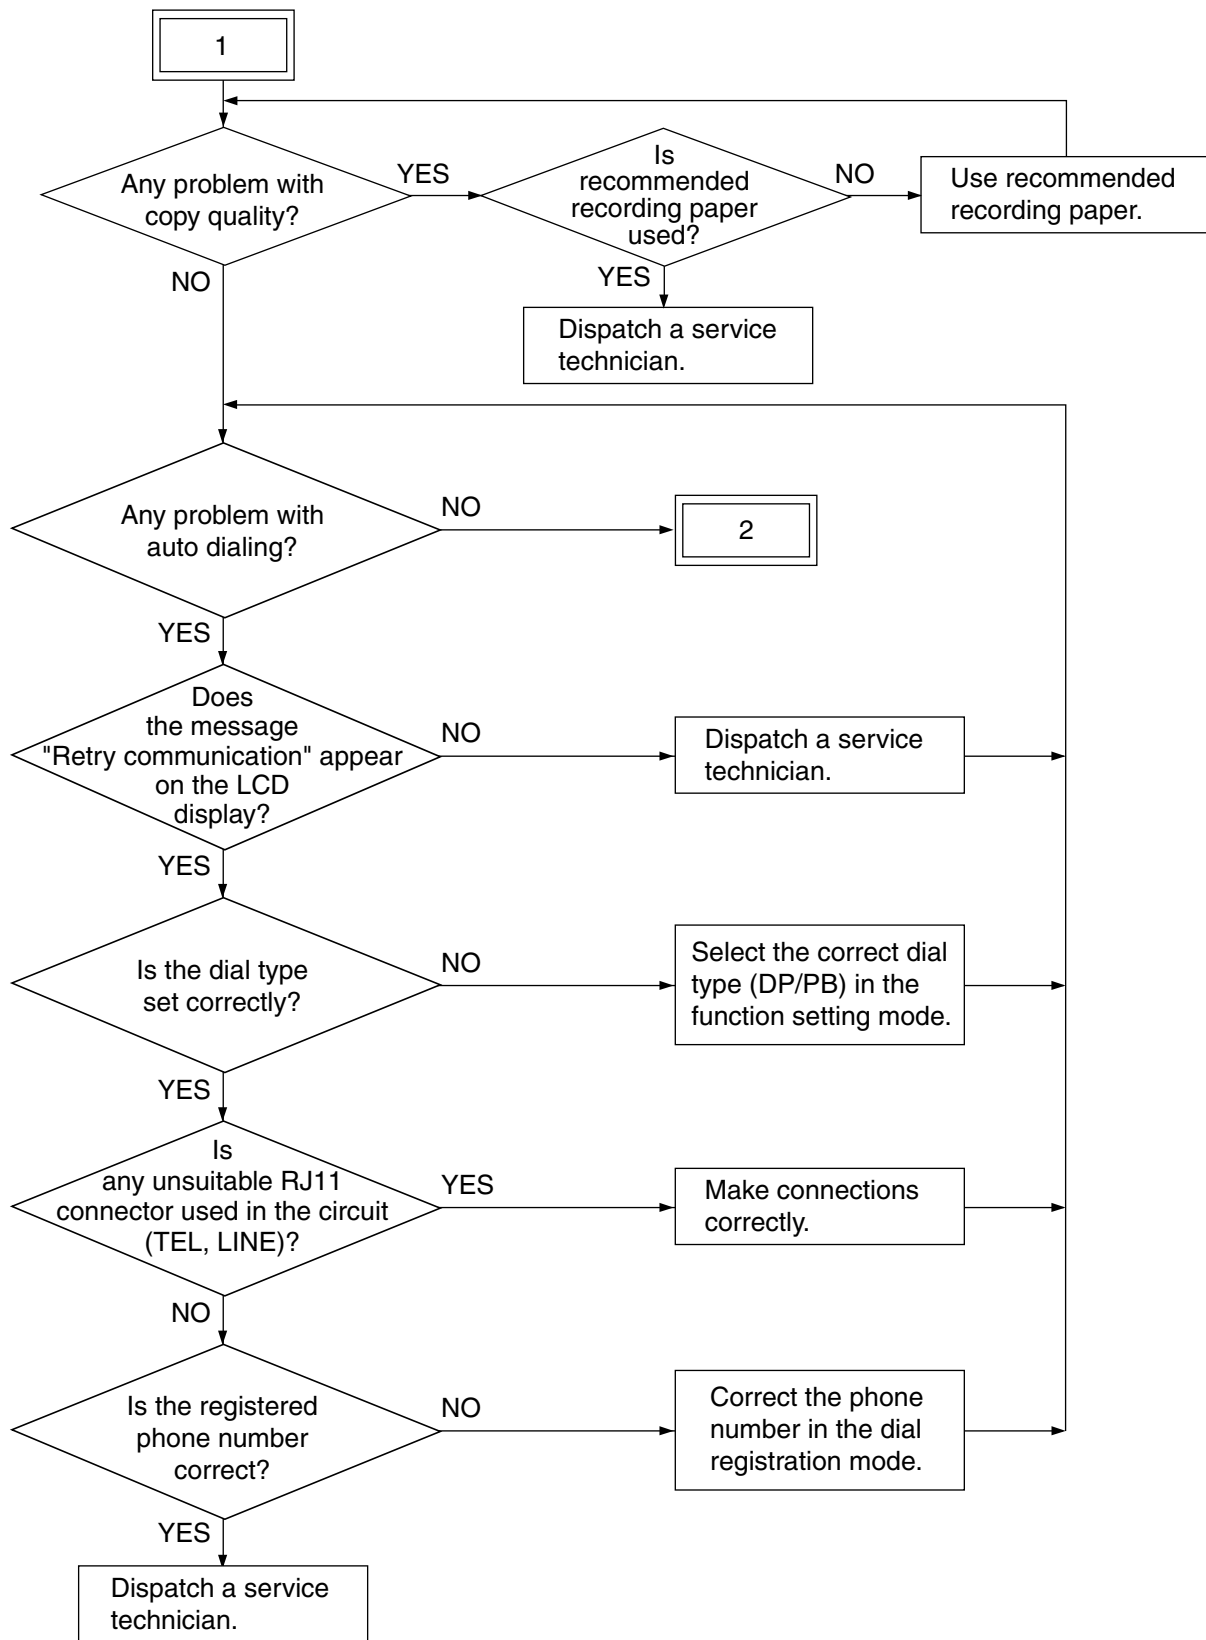 1
Any problem with
copy quality?
YES
Is
recommended
recording paper
used?
NO
Use recommended
recording paper.
NO
YES
Dispatch a service
technician.
Any problem with
auto dialing?
NO
2
YES
Does
the message
"Retry communication" appear
on the LCD
display?
NO
Dispatch a service
technician.
YES
Is the dial type
set correctly?
NO
Select the correct dial
type (DP/PB) in the
function setting mode.
YES
Is
any unsuitable RJ11
connector used in the circuit
(TEL, LINE)?
YES
Make connections
correctly.
NO
Is the registered
phone number
correct?
NO
Correct the phone
number in the dial
registration mode.
YES
Dispatch a service
technician.